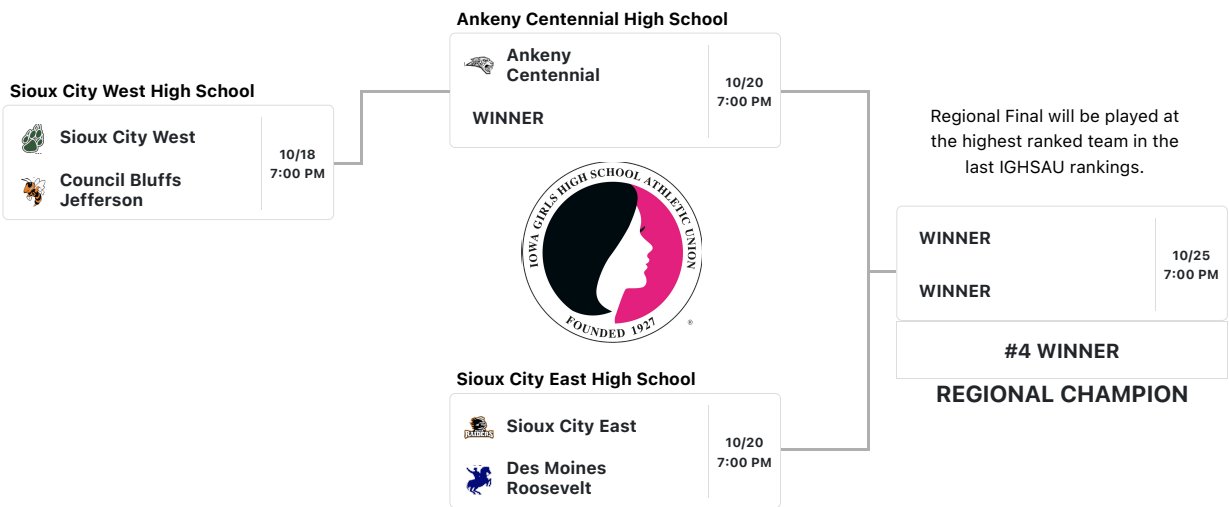 Sioux City West High School
Sioux City West
Council Bluffs
Jefferson
10/18
7:00 PM
Ankeny Centennial High School
Ankeny
Centennial
WINNER
10/20
7:00 PM
IOWA GIRLS HIGH SCHOOL ATHLETIC UNION
FOUNDED 1927
®
Sioux City East High School
RAIDERS
Sioux City East
Des Moines
Roosevelt
10/20
7:00 PM
Regional Final will be played at
the highest ranked team in the
last IGHSAU rankings.
WINNER
WINNER
10/25
7:00 PM
#4 WINNER
REGIONAL CHAMPION